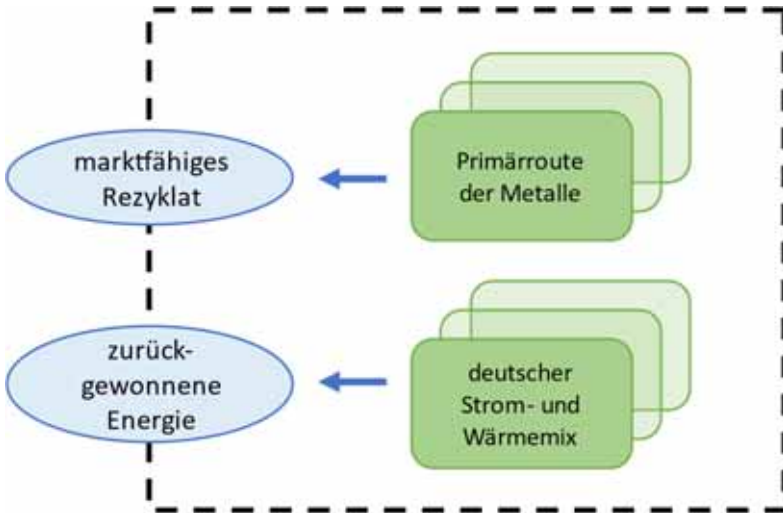 marktfähiges
Rezyklat
Primärroute
der Metalle
zurück-
gewonnene
Energie
deutscher
Strom- und
Wärmemix